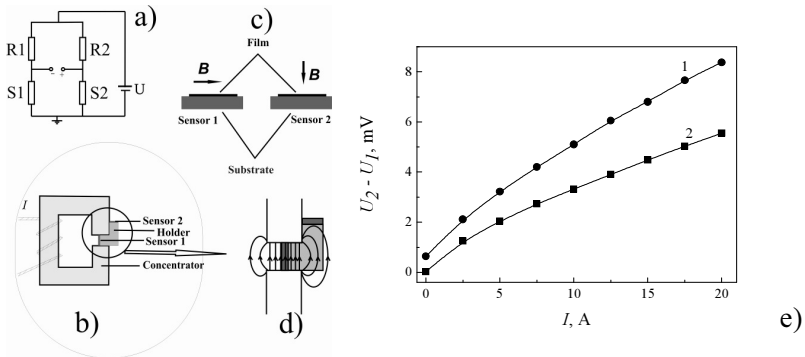 a)
R1
R2
- +
S1
S2
U
c)
Film
B
B
Sensor 1
Sensor 2
Substrate
I
Sensor 2
Holder
Sensor 1
Concentrator
b)
d)
U2 - U1, mV
8
6
4
2
0
1
2
0 5 10 15 20
I, A
e)